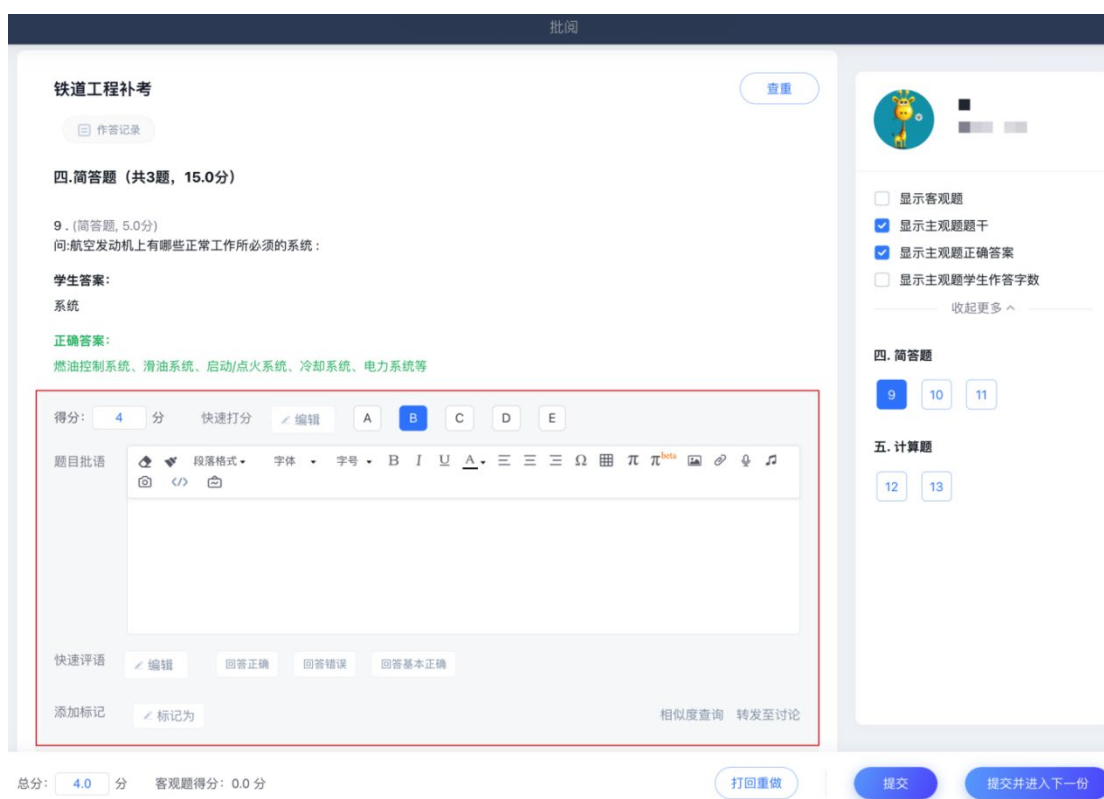 批阅
铁道工程补考
查重
作答记录
四.简答题（共3题，15.0分）
9 . (简答题, 5.0分)
问:航空发动机上有哪些正常工作所必须的系统 :
学生答案:
系统
正确答案:
燃油控制系统、滑油系统、启动/点火系统、冷却系统、电力系统等
得分: 4 分 快速打分 编辑 A B C D E
题目批语 段落格式 字体 字号 B I U A Ω π π beta
</>
快速评语 编辑 回答正确 回答错误 回答基本正确
添加标记 标记为 相似度查询 转发至讨论
总分: 4.0 分 客观题得分: 0.0 分 打回重做 提交 提交并进入下一份
显示客观题
显示主观题题干
显示主观题正确答案
显示主观题学生作答字数
收起更多
四. 简答题
9 10 11
五. 计算题
12 13